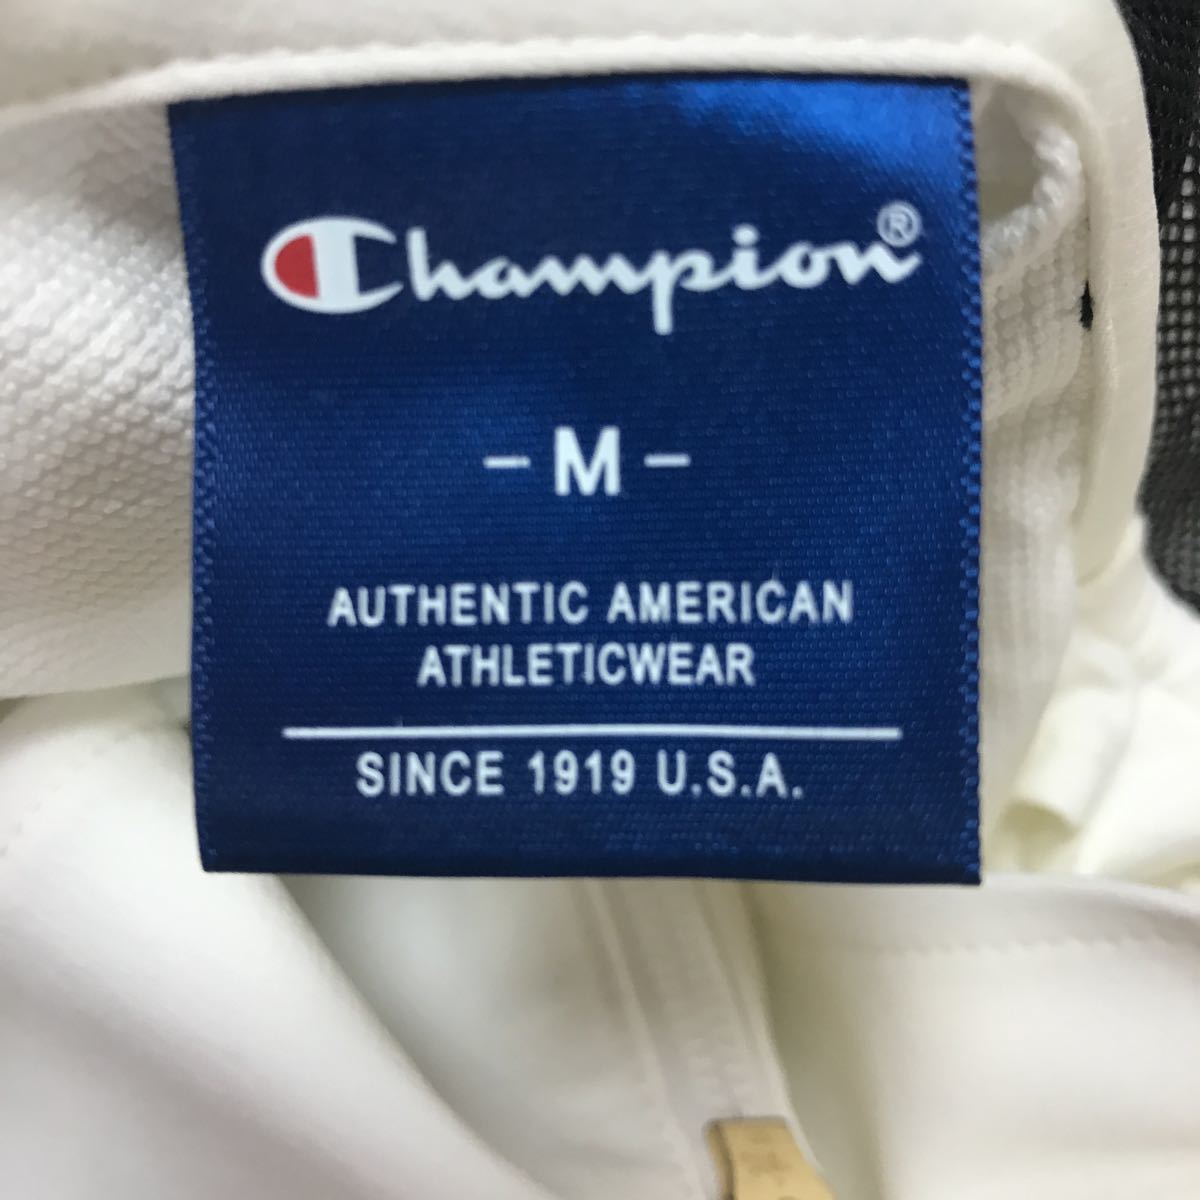 Champion®
- M -
AUTHENTIC AMERICAN
ATHLETICWEAR
SINCE 1919 U.S.A.